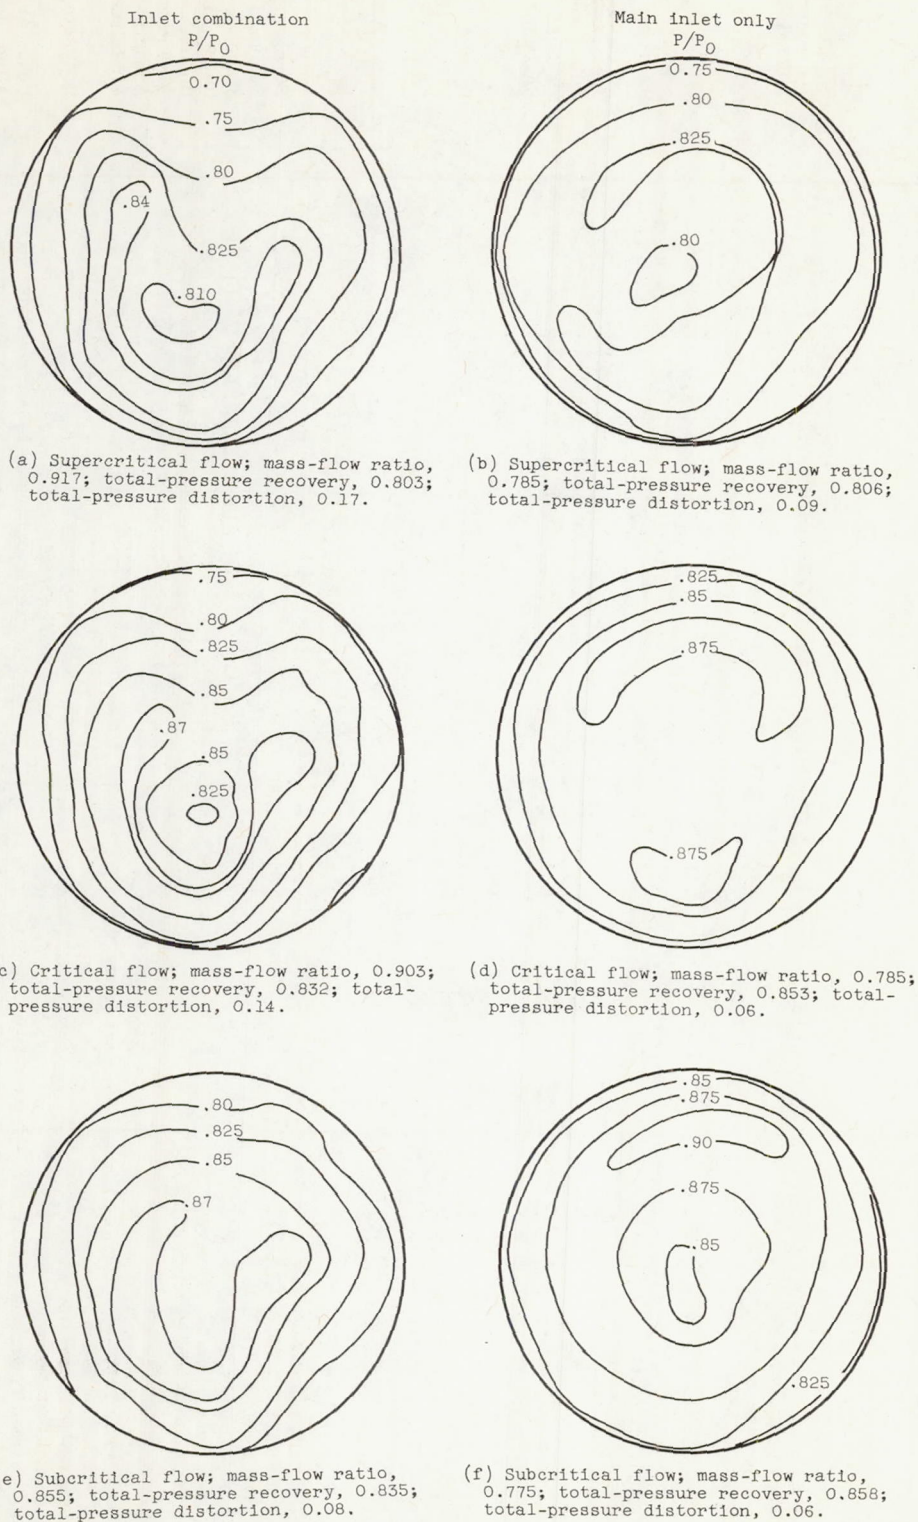 Inlet combination
P/P0
0.70
.75
.80
.84
.825
.810
(a) Supercritical flow; mass-flow ratio,
0.917; total-pressure recovery, 0.803;
total-pressure distortion, 0.17.
Main inlet only
P/P0
0.75
.80
.825
.80
(b) Supercritical flow; mass-flow ratio,
0.785; total-pressure recovery, 0.806;
total-pressure distortion, 0.09.
.75
.80
.825
.85
.87
.85
.825
c) Critical flow; mass-flow ratio, 0.903;
total-pressure recovery, 0.832; total-
pressure distortion, 0.14.
.825
.85
.875
.875
(d) Critical flow; mass-flow ratio, 0.785;
total-pressure recovery, 0.853; total-
pressure distortion, 0.06.
.80
.825
.85
.87
e) Subcritical flow; mass-flow ratio,
0.855; total-pressure recovery, 0.835;
total-pressure distortion, 0.08.
.85
.875
.90
.875
.85
.825
(f) Subcritical flow; mass-flow ratio,
0.775; total-pressure recovery, 0.858;
total-pressure distortion, 0.06.